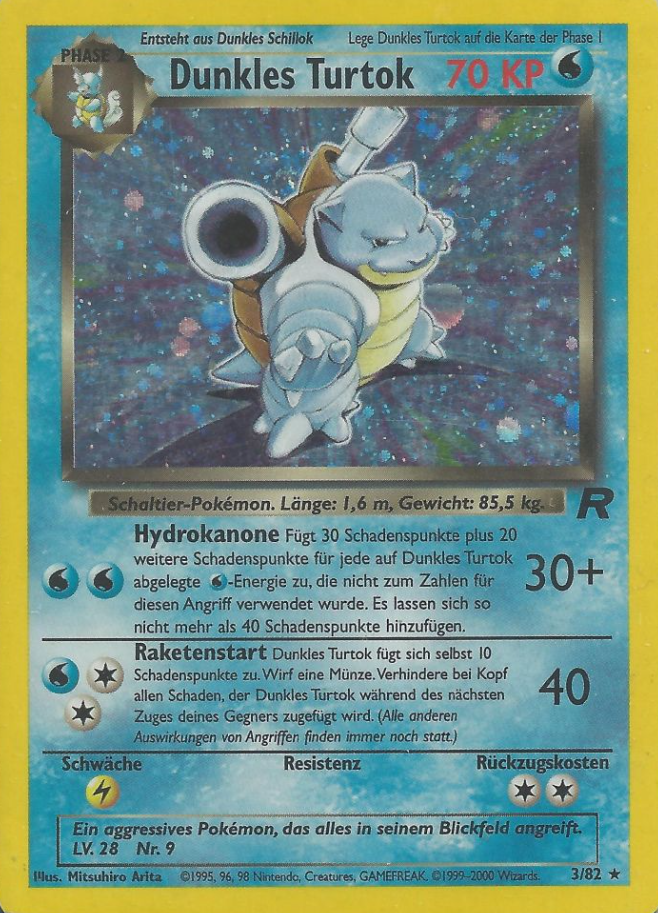 Entsteht aus Dunkles Schillok
Lege Dunkles Turtok auf die Karte der Phase 1
PHASE 2
Dunkles Turtok 70 KP
Schaltier-Pokémon. Länge: 1,6 m, Gewicht: 85,5 kg.
R
Hydrokanone Fügt 30 Schadenspunkte plus 20
weitere Schadenspunkte für jede auf Dunkles Turtok
abgelegte -Energie zu, die nicht zum Zahlen für
diesen Angriff verwendet wurde. Es lassen sich so
nicht mehr als 40 Schadenspunkte hinzufügen.
30+
Raketenstart Dunkles Turtok fügt sich selbst 10
Schadenspunkte zu. Wirf eine Münze. Verhindere bei Kopf
allen Schaden, der Dunkles Turtok während des nächsten
Zuges deines Gegners zugefügt wird. (Alle anderen
Auswirkungen von Angriffen finden immer noch statt.)
40
Schwäche Resistenz Rückzugskosten
Ein aggressives Pokémon, das alles in seinem Blickfeld angreift.
LV. 28 Nr. 9
Illus. Mitsuhiro Arita ©1995, 96, 98 Nintendo, Creatures, GAMEFREAK. ©1999-2000 Wizards. 3/82 ★